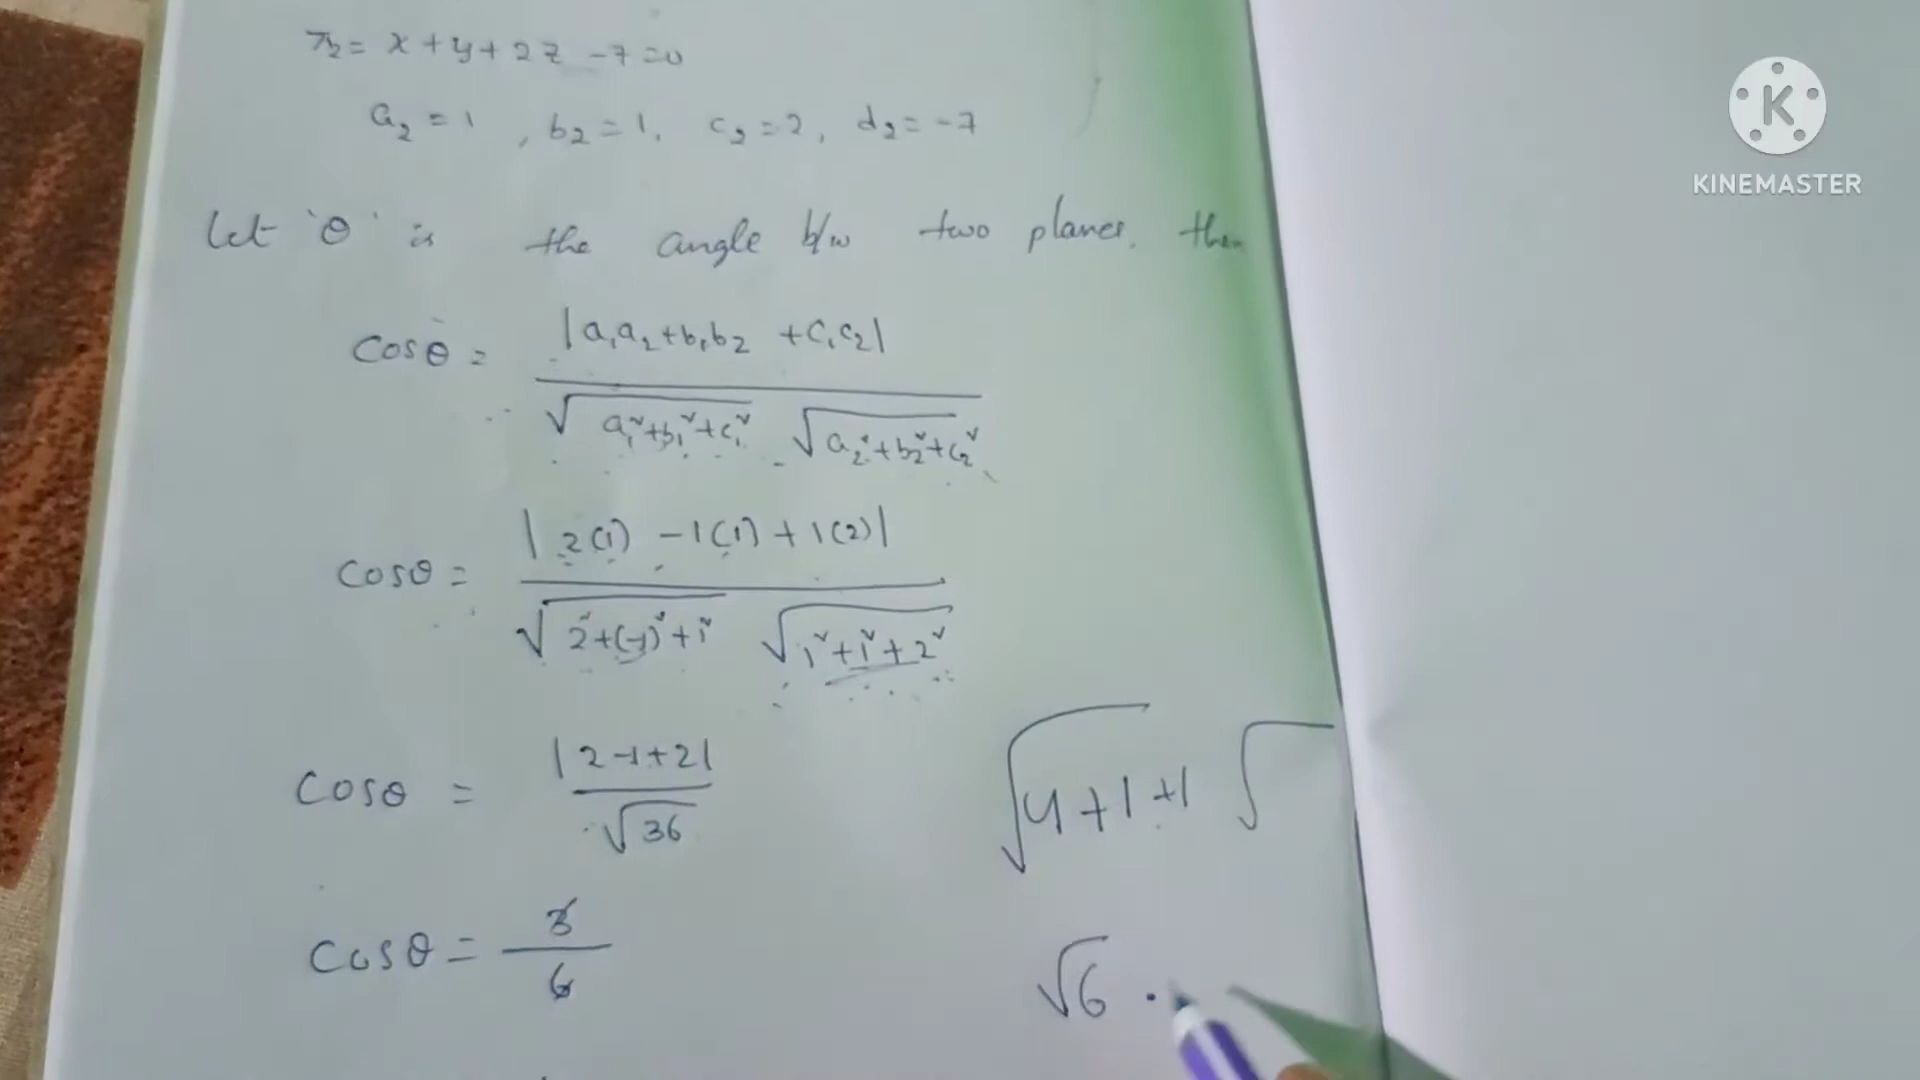 π₂ = x + y + 2z - 7 = 0
a₂ = 1, b₂ = 1, c₂ = 2, d₂ = -7
Let 'θ' is the angle b/w two planes, then
cosθ = |a₁a₂ + b₁b₂ + c₁c₂| / √(a₁² + b₁² + c₁²) √(a₂² + b₂² + c₂²)
cosθ = |2(1) - 1(1) + 1(2)| / √(2² + (-1)² + 1²) √(1² + 1² + 2²)
cosθ = |2 - 1 + 2| / √36
√(4 + 1 + 1) √
cosθ = 3 / 6
√6 ·
KINEMASTER